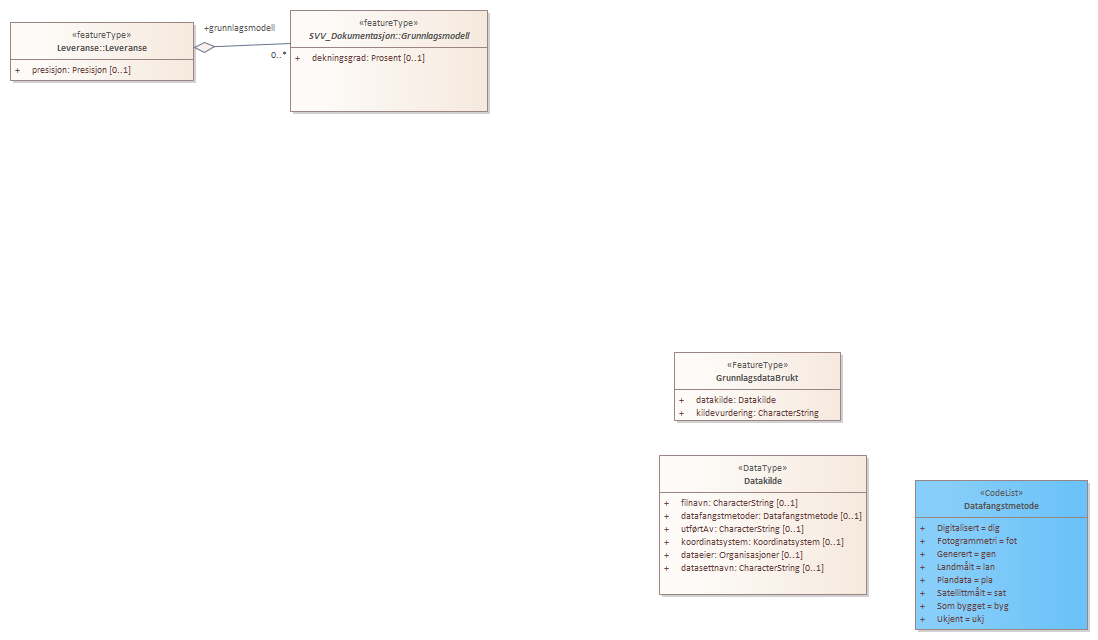 «featureType»
Leveranse::Leveranse
+ presisjon: Presisjon [0..1]
+grunnlagsmodell
0..*
«featureType»
SVV_Dokumentasjon::Grunnlagsmodell
+ dekningsgrad: Prosent [0..1]
«FeatureType»
GrunnlagsdataBrukt
+ datakilde: Datakilde
+ kildevurdering: CharacterString
«DataType»
Datakilde
+ filnavn: CharacterString [0..1]
+ datafangstmetoder: Datafangstmetode [0..1]
+ utførtAv: CharacterString [0..1]
+ koordinatsystem: Koordinatsystem [0..1]
+ dataeier: Organisasjoner [0..1]
+ datasettnavn: CharacterString [0..1]
«CodeList»
Datafangstmetode
+ Digitalisert = dig
+ Fotogrammetri = fot
+ Generert = gen
+ Landmålt = lan
+ Plandata = pla
+ Satellittmålt = sat
+ Som bygget = byg
+ Ukjent = ukj